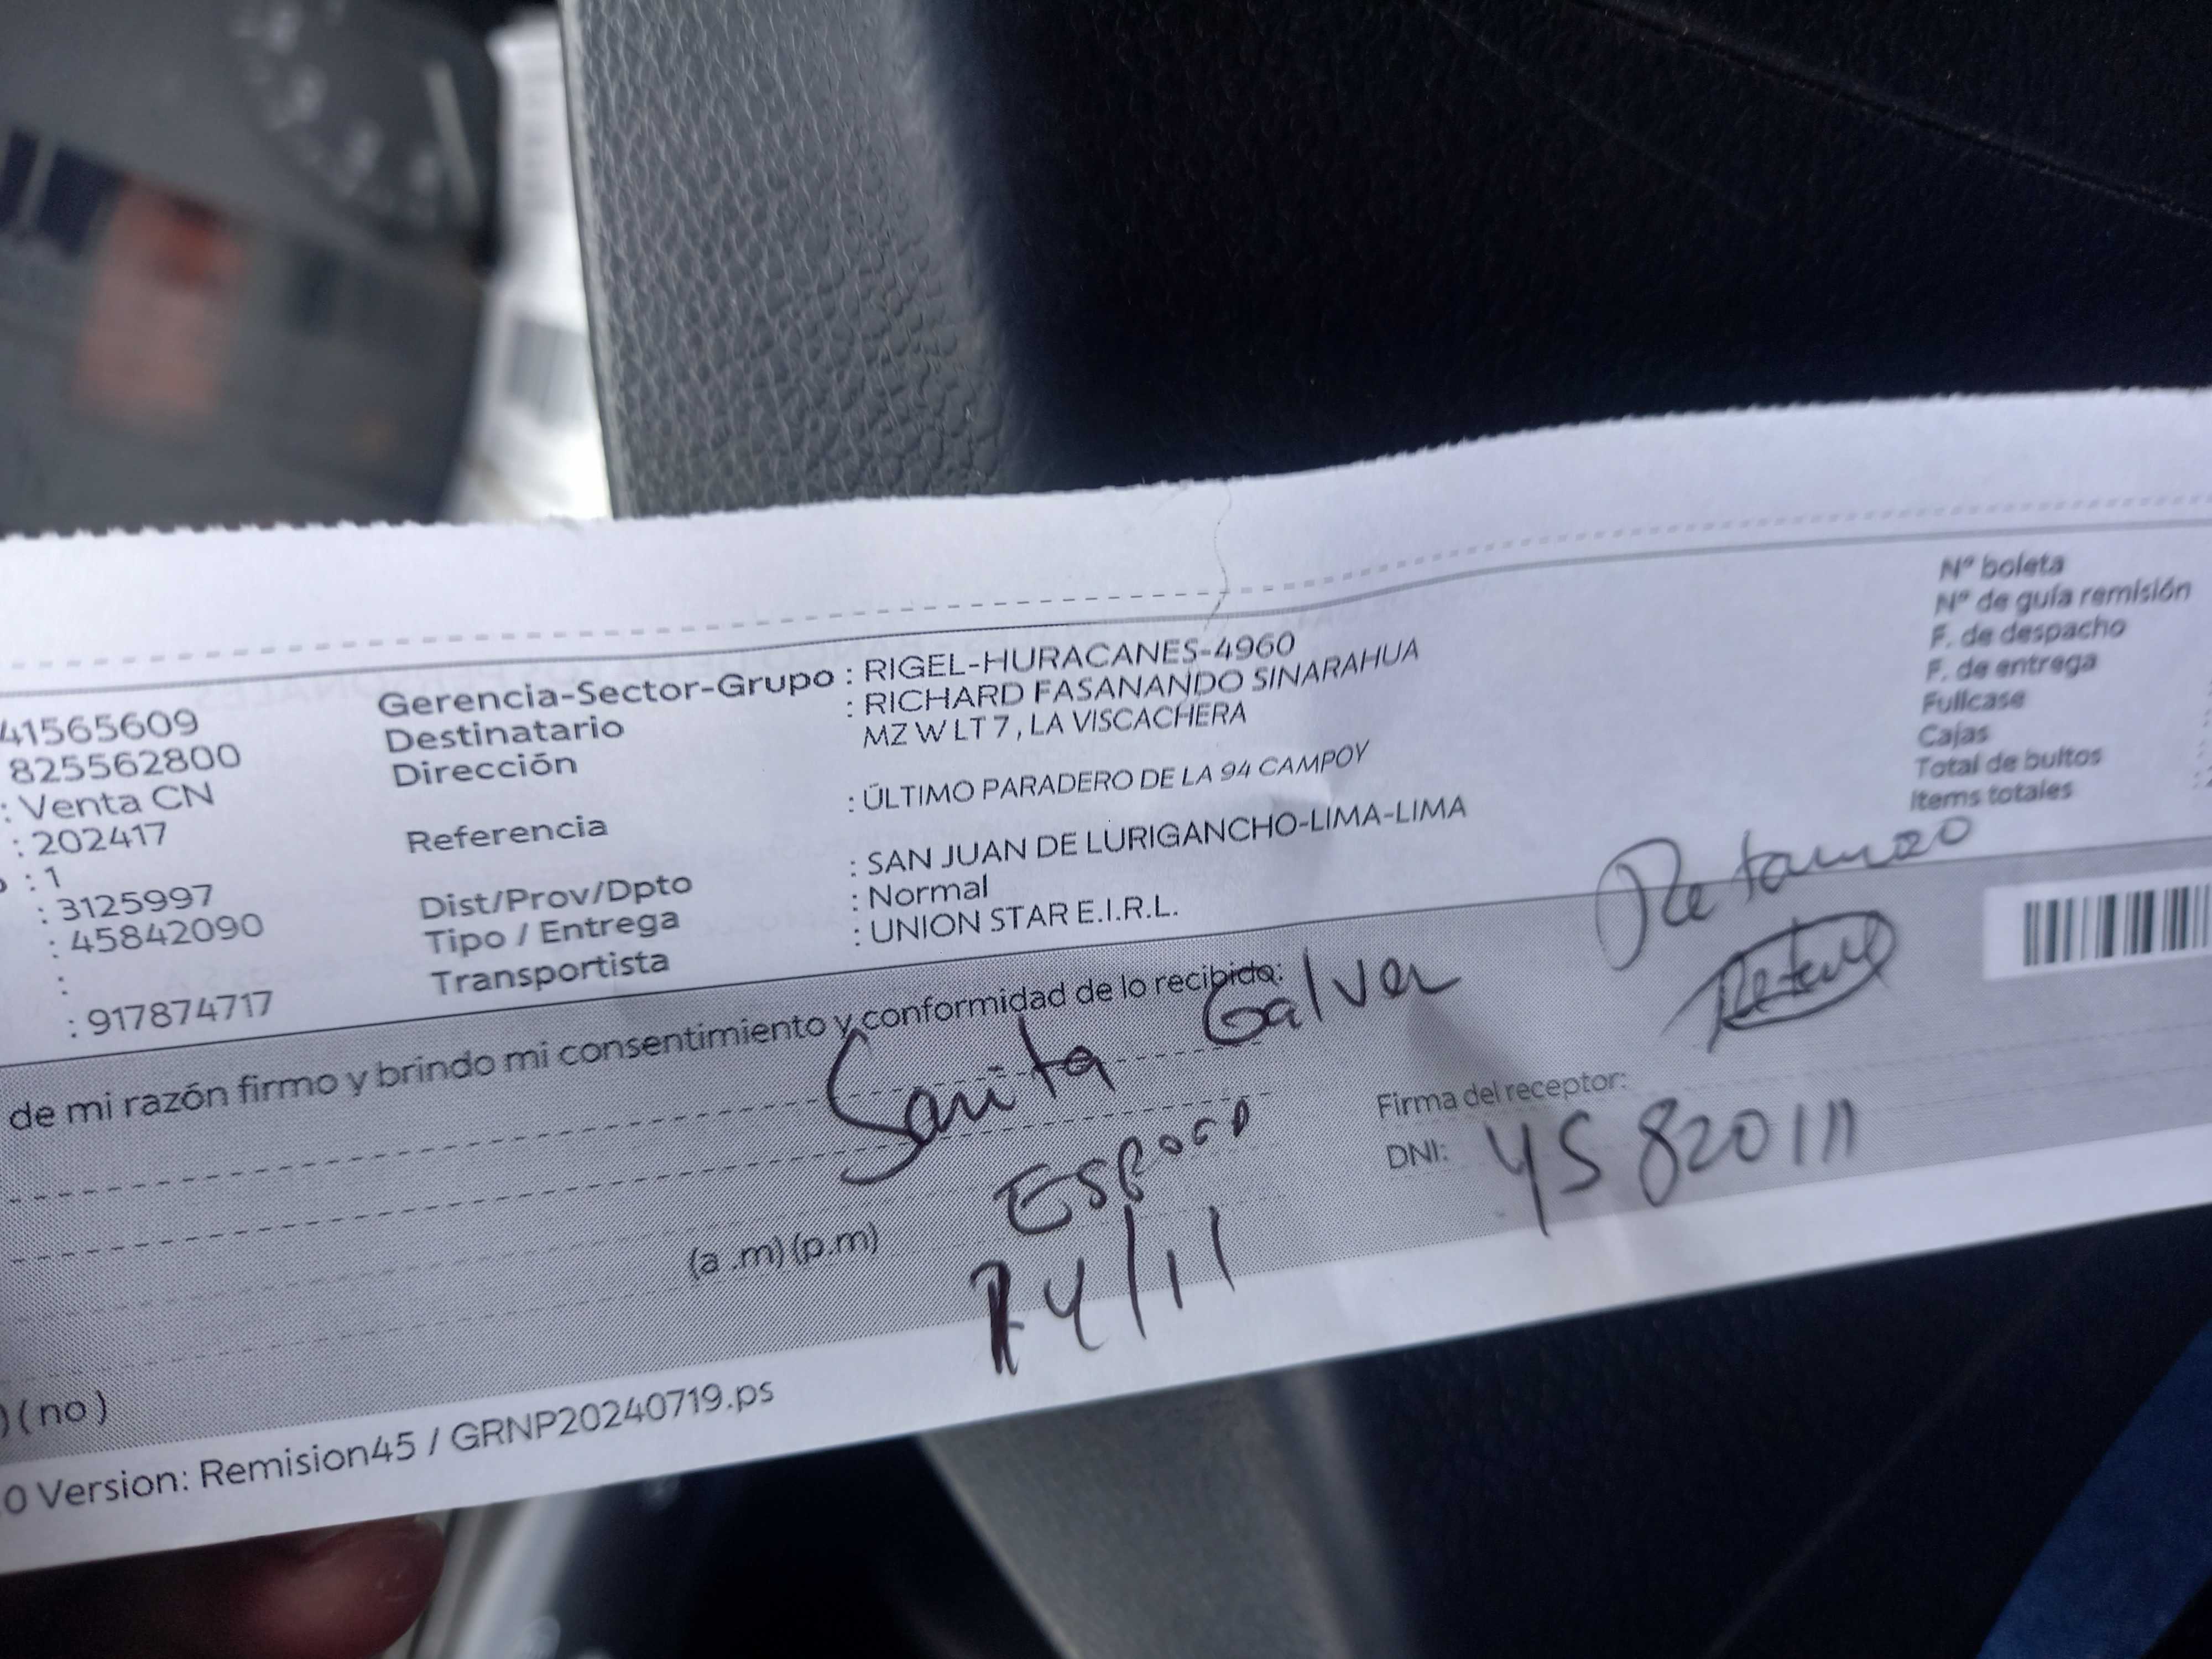 41565609
825562800
: Venta CN
: 202417
: 1
: 3125997
: 45842090
:
: 917874717
Gerencia-Sector-Grupo : RIGEL-HURACANES-4960
Destinatario : RICHARD FASANANDO SINARAHUA
Dirección MZ W LT 7, LA VISCACHERA
Referencia : ÚLTIMO PARADERO DE LA 94 CAMPOY
Dist/Prov/Dpto : SAN JUAN DE LURIGANCHO-LIMA-LIMA
Tipo / Entrega : Normal
Transportista : UNION STAR E.I.R.L.
N° boleta
N° de guía remisión
F. de despacho
F. de entrega
Fullcase
Cajas
Total de bultos
Items totales
de mi razón firmo y brindo mi consentimiento y conformidad de lo recibido:
Sarita Galvez
Retamozo
Esposo
(a .m) (p.m)
Firma del receptor:
DNI: 45820111
24/11
) (no)
0 Version: Remision45 / GRNP20240719.ps